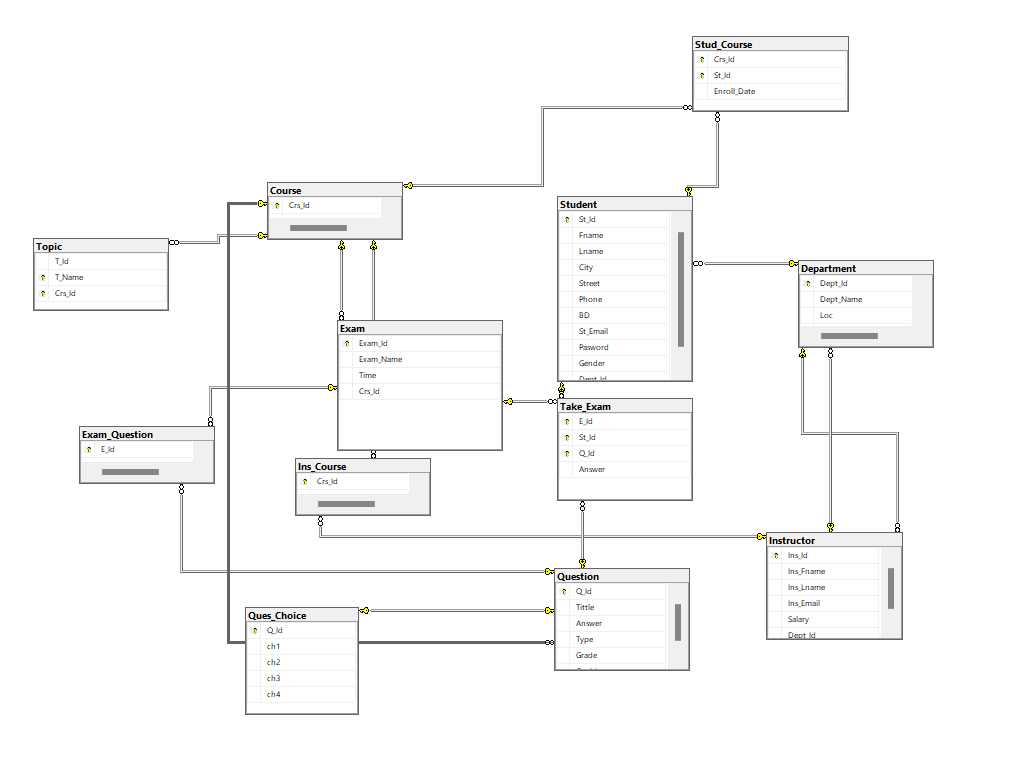 Stud_Course
Crs_Id
St_Id
Enroll_Date
Course
Crs_Id
Student
St_Id
Fname
Lname
City
Street
Phone
BD
St_Email
Pasword
Gender
Dept_Id
Topic
T_Id
T_Name
Crs_Id
Department
Dept_Id
Dept_Name
Loc
Exam
Exam_Id
Exam_Name
Time
Crs_Id
Take_Exam
E_Id
St_Id
Q_Id
Answer
Exam_Question
E_Id
Ins_Course
Crs_Id
Instructor
Ins_Id
Ins_Fname
Ins_Lname
Ins_Email
Salary
Dept_Id
Question
Q_Id
Tittle
Answer
Type
Grade
Ques_Choice
Q_Id
ch1
ch2
ch3
ch4